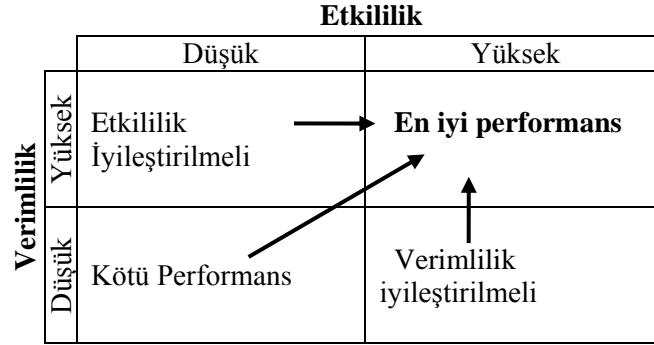 Etkililik
Düşük
Yüksek
Verimlilik
Yüksek
Etkililik
İyileştirilmeli
En iyi performans
Düşük
Kötü Performans
Verimlilik
iyileştirilmeli